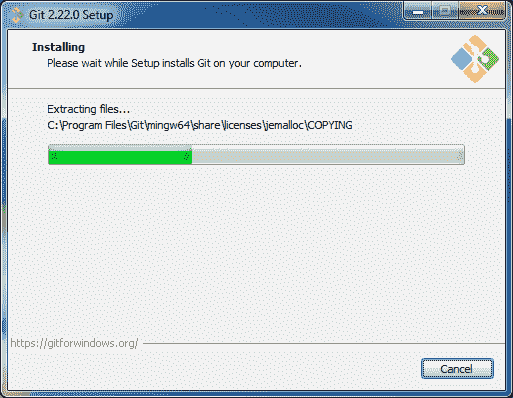 Git 2.22.0 Setup
Installing
Please wait while Setup installs Git on your computer.
Extracting files...
C:\Program Files\Git\mingw64\share\licenses\jemalloc\COPYING
https://gitforwindows.org/
Cancel